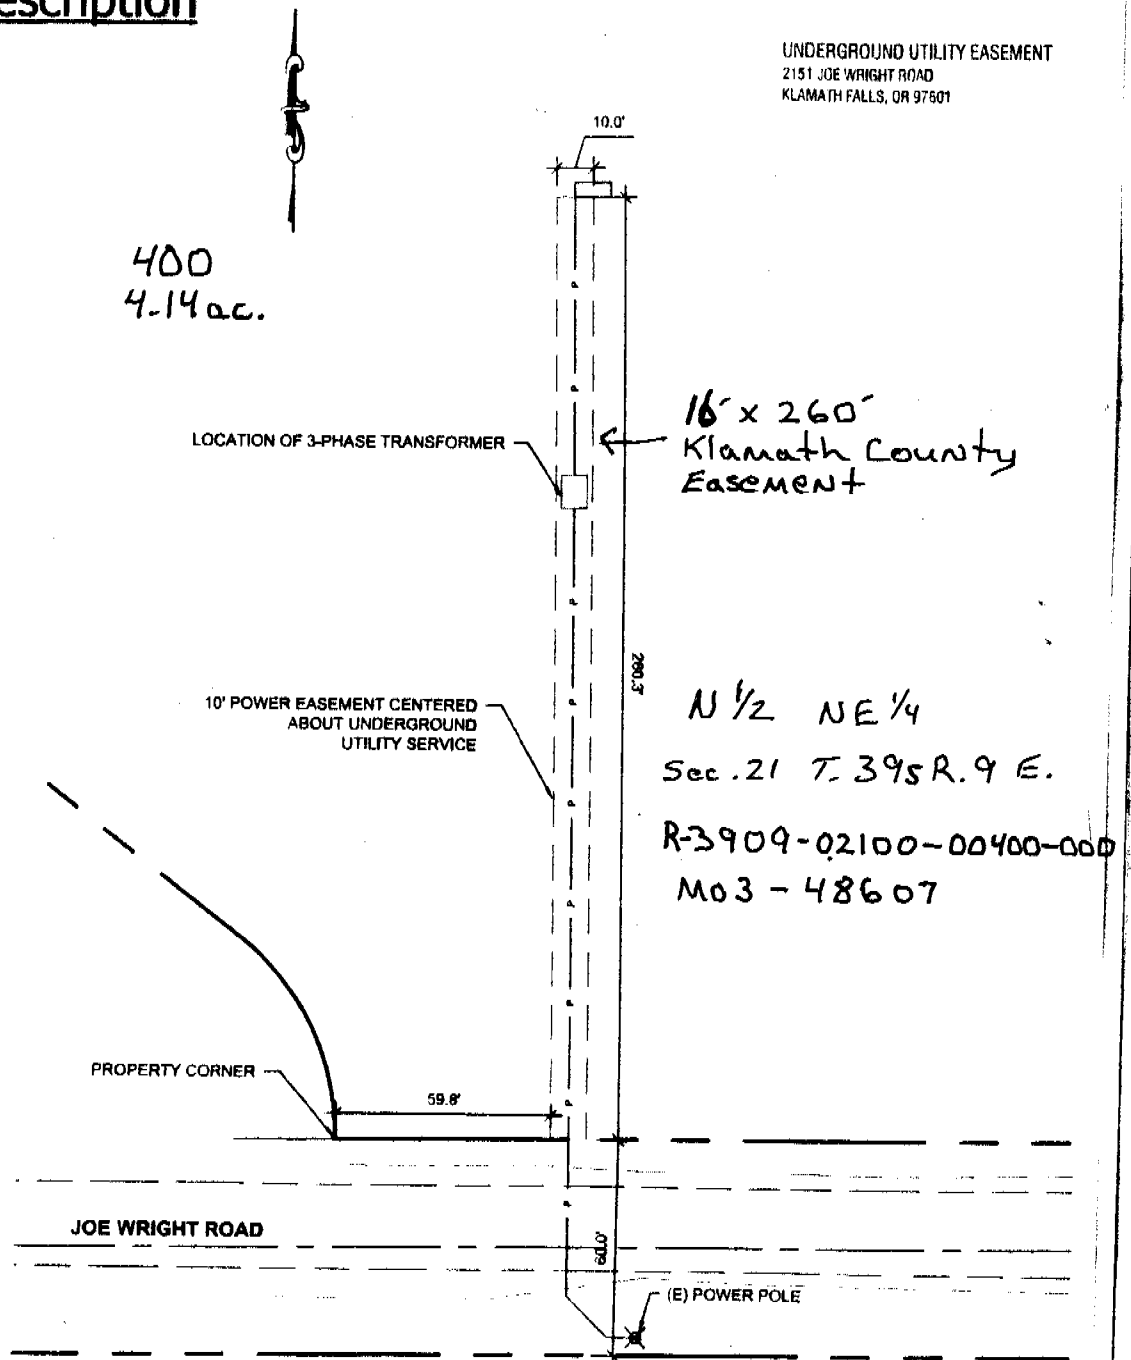 escription
UNDERGROUND UTILITY EASEMENT
2151 JOE WRIGHT ROAD
KLAMATH FALLS, OR 97601
10.0'
400
4.14 ac.
P
P
LOCATION OF 3-PHASE TRANSFORMER
16' x 260'
Klamath County
Easement
P
260.3'
10' POWER EASEMENT CENTERED
ABOUT UNDERGROUND
UTILITY SERVICE
P
N 1/2 NE 1/4
Sec. 21 T. 39S R. 9 E.
P
R-3909-02100-00400-000
M03-48607
P
P
PROPERTY CORNER
59.8'
P
P
JOE WRIGHT ROAD
60.0'
(E) POWER POLE